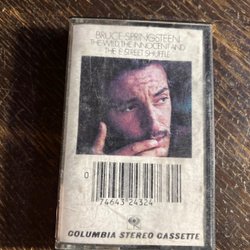 BRUCE SPRINGSTEEN
THE WILD, THE INNOCENT AND
THE E STREET SHUFFLE
0
74643 24324
COLUMBIA STEREO CASSETTE